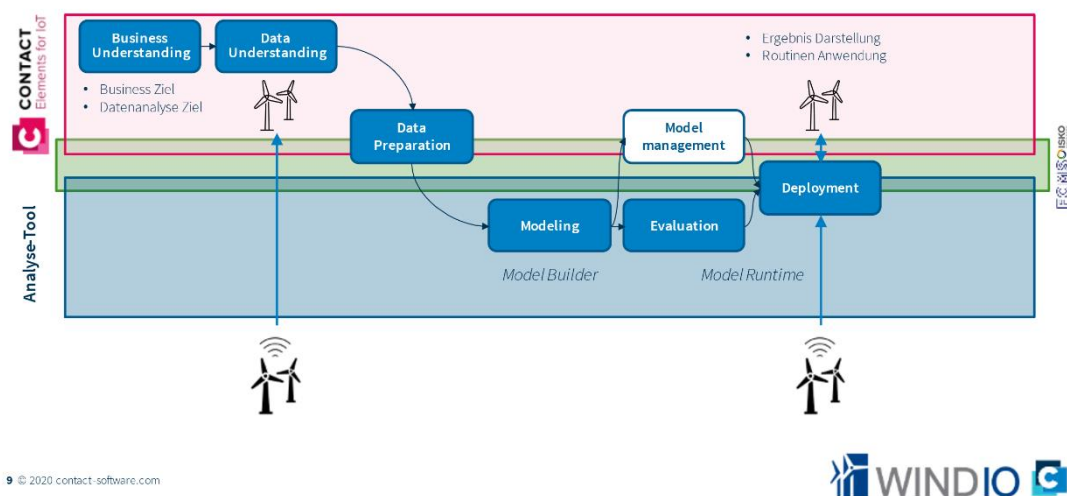 CONTACT
Elements for IoT
Business
Understanding
Data
Understanding
• Business Ziel
• Datenanalyse Ziel
• Ergebnis Darstellung
• Routinen Anwendung
Data
Preparation
Model
management
Deployment
Analyse-Tool
Modeling
Evaluation
Model Builder
Model Runtime
9 © 2020 contact-software.com
WINDIO